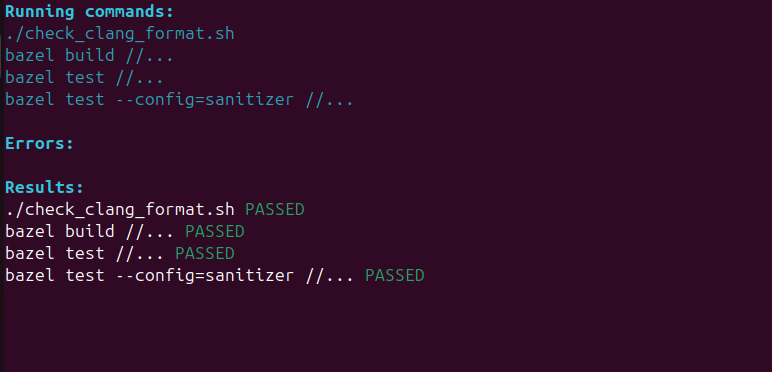 Running commands:
./check_clang_format.sh
bazel build //...
bazel test //...
bazel test --config=sanitizer //...
Errors:
Results:
./check_clang_format.sh PASSED
bazel build //... PASSED
bazel test //... PASSED
bazel test --config=sanitizer //... PASSED